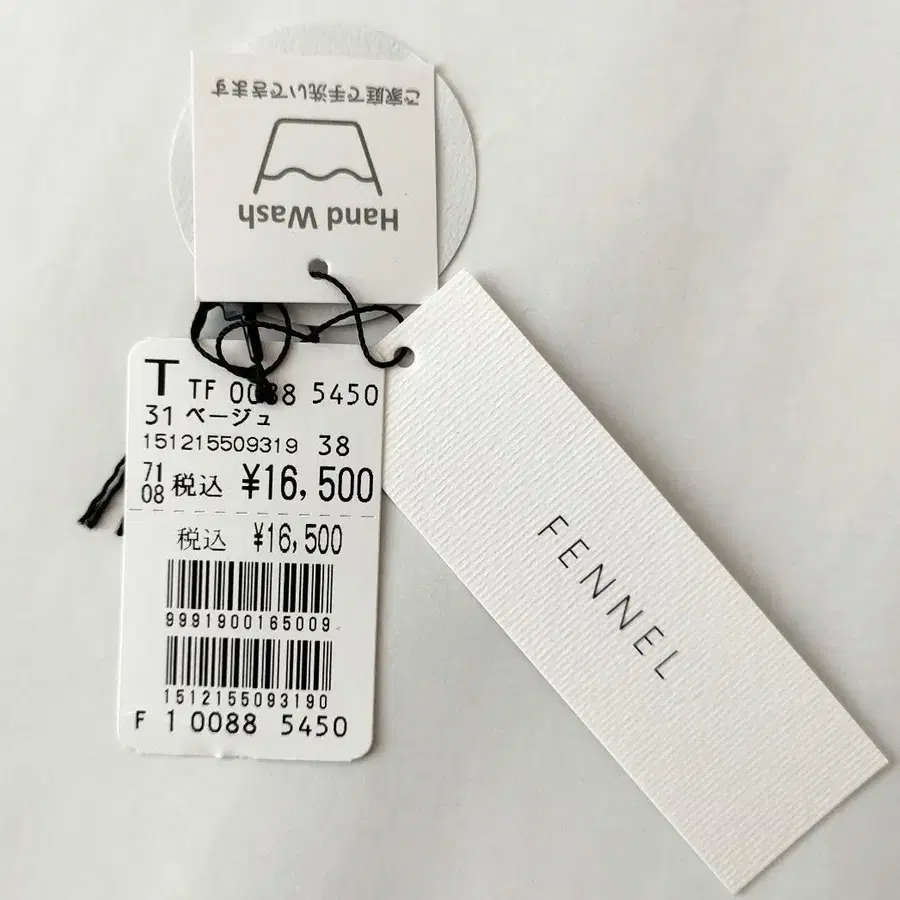 ご家庭で手洗いできます
Hand Wash
T TF 0088 5450
31 ベージュ
151215509319 38
71
08 税込 ¥16,500
税込 ¥16,500
9991900165009
1512155093190
F 1 0088 5450
FENNEL